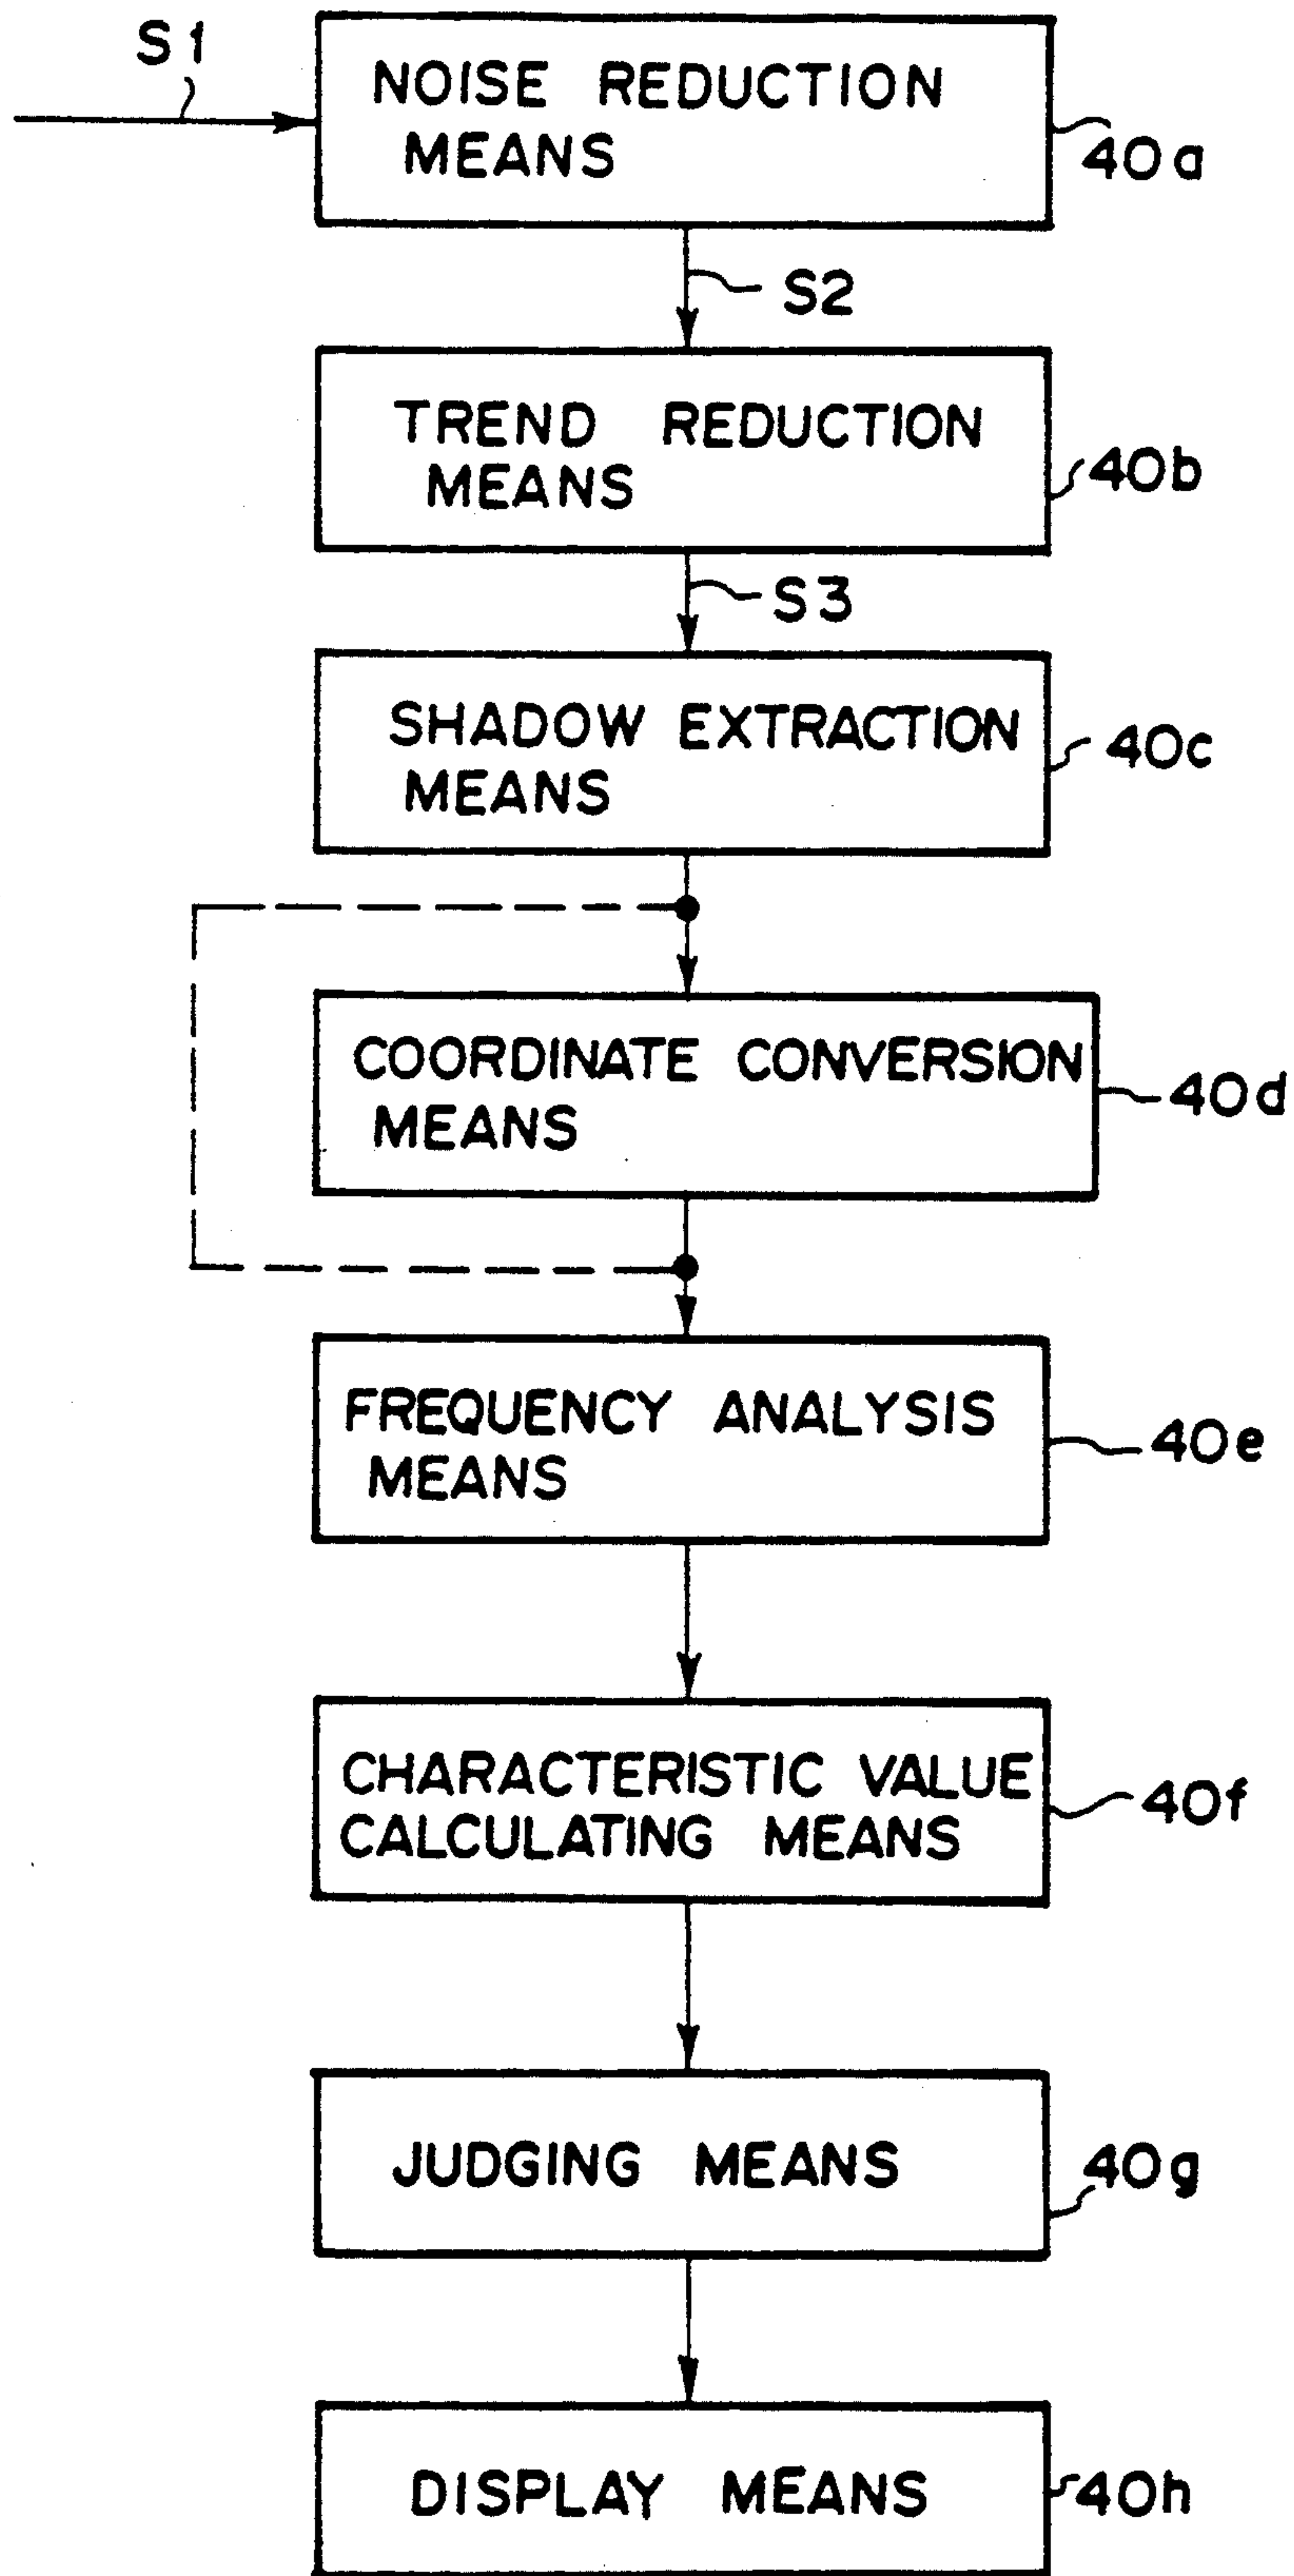 S1
NOISE REDUCTION
MEANS
40a
S2
TREND REDUCTION
MEANS
40b
S3
SHADOW EXTRACTION
MEANS
40c
COORDINATE CONVERSION
MEANS
40d
FREQUENCY ANALYSIS
MEANS
40e
CHARACTERISTIC VALUE
CALCULATING MEANS
40f
JUDGING MEANS
40g
DISPLAY MEANS
40h